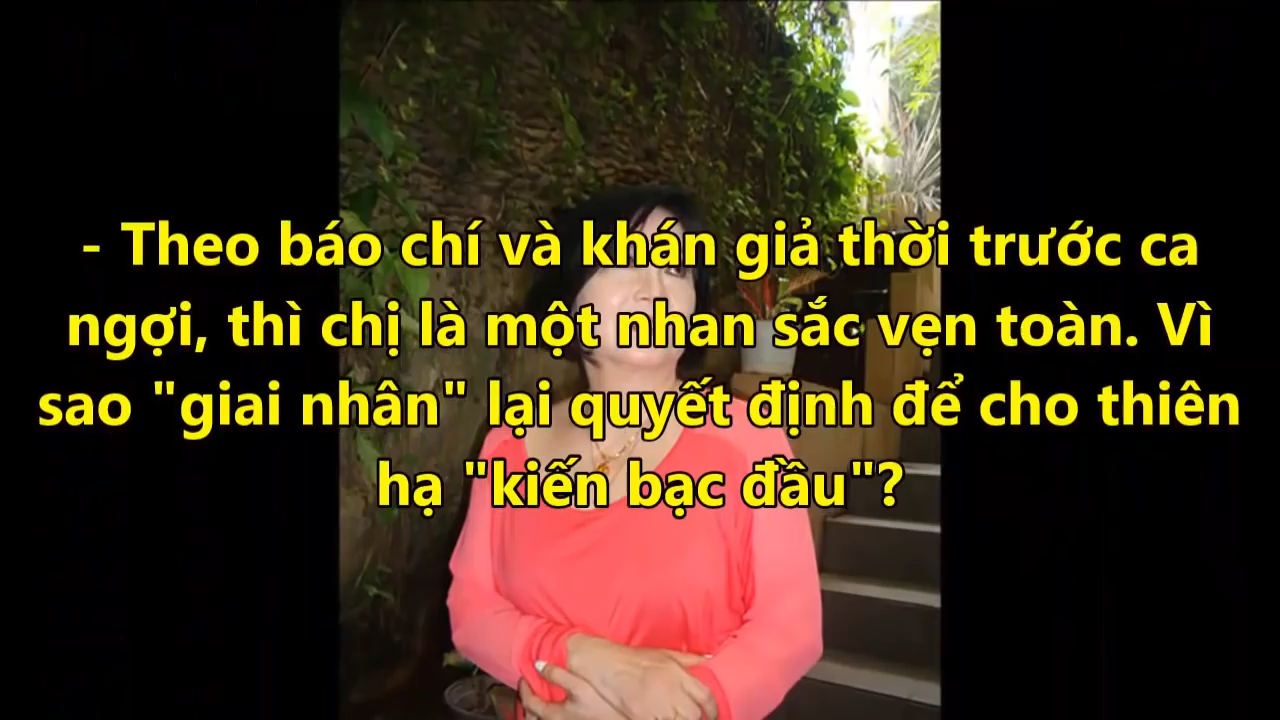 - Theo báo chí và khán giả thời trước ca
ngợi, thì chị là một nhan sắc vẹn toàn. Vì
sao "giai nhân" lại quyết định để cho thiên
hạ "kiến bạc đầu"?